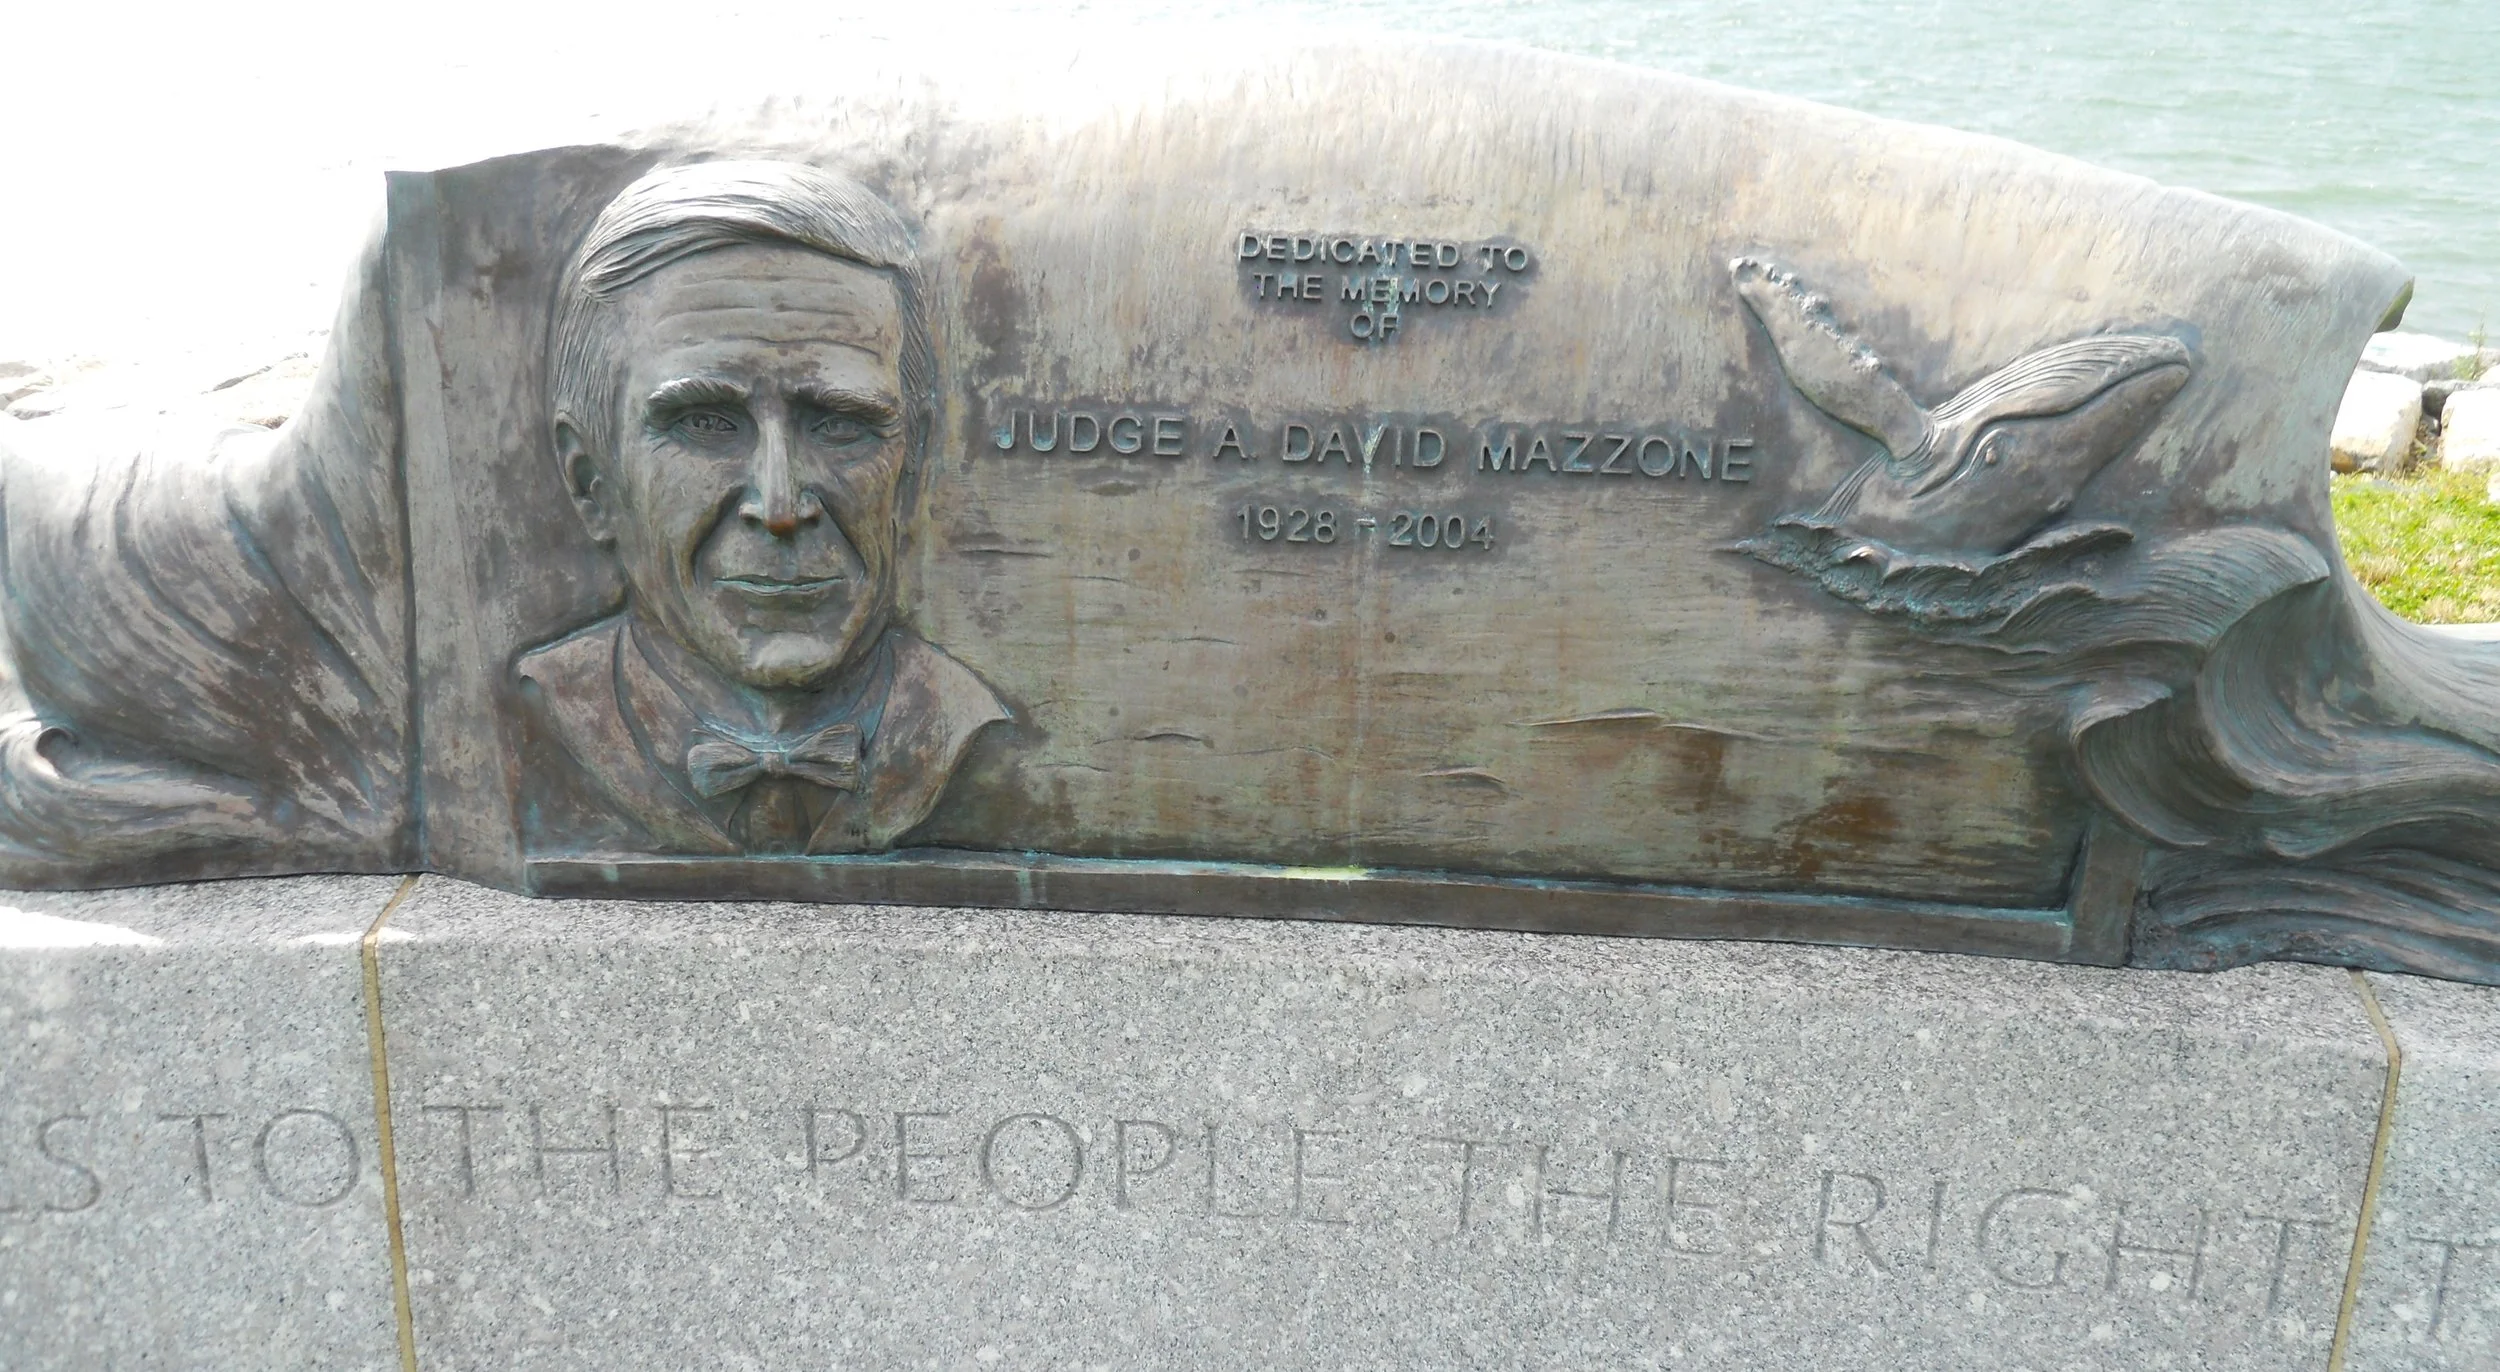 DEDICATED TO
THE MEMORY
OF
JUDGE A. DAVID MAZZONE
1928 - 2004
S TO THE PEOPLE THE RIGHT T